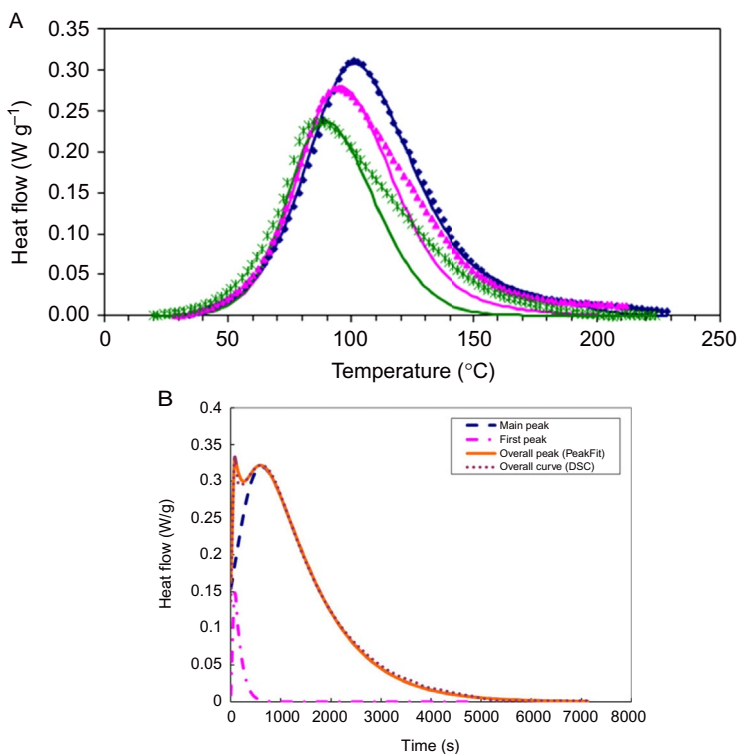 A
Heat flow (W g⁻¹)
0.35
0.30
0.25
0.20
0.15
0.10
0.05
0.00
0 50 100 150 200 250
Temperature (°C)
B
Heat flow (W/g)
0.4
0.35
0.3
0.25
0.2
0.15
0.1
0.05
0
Main peak
First peak
Overall peak (PeakFit)
Overall curve (DSC)
0 1000 2000 3000 4000 5000 6000 7000 8000
Time (s)